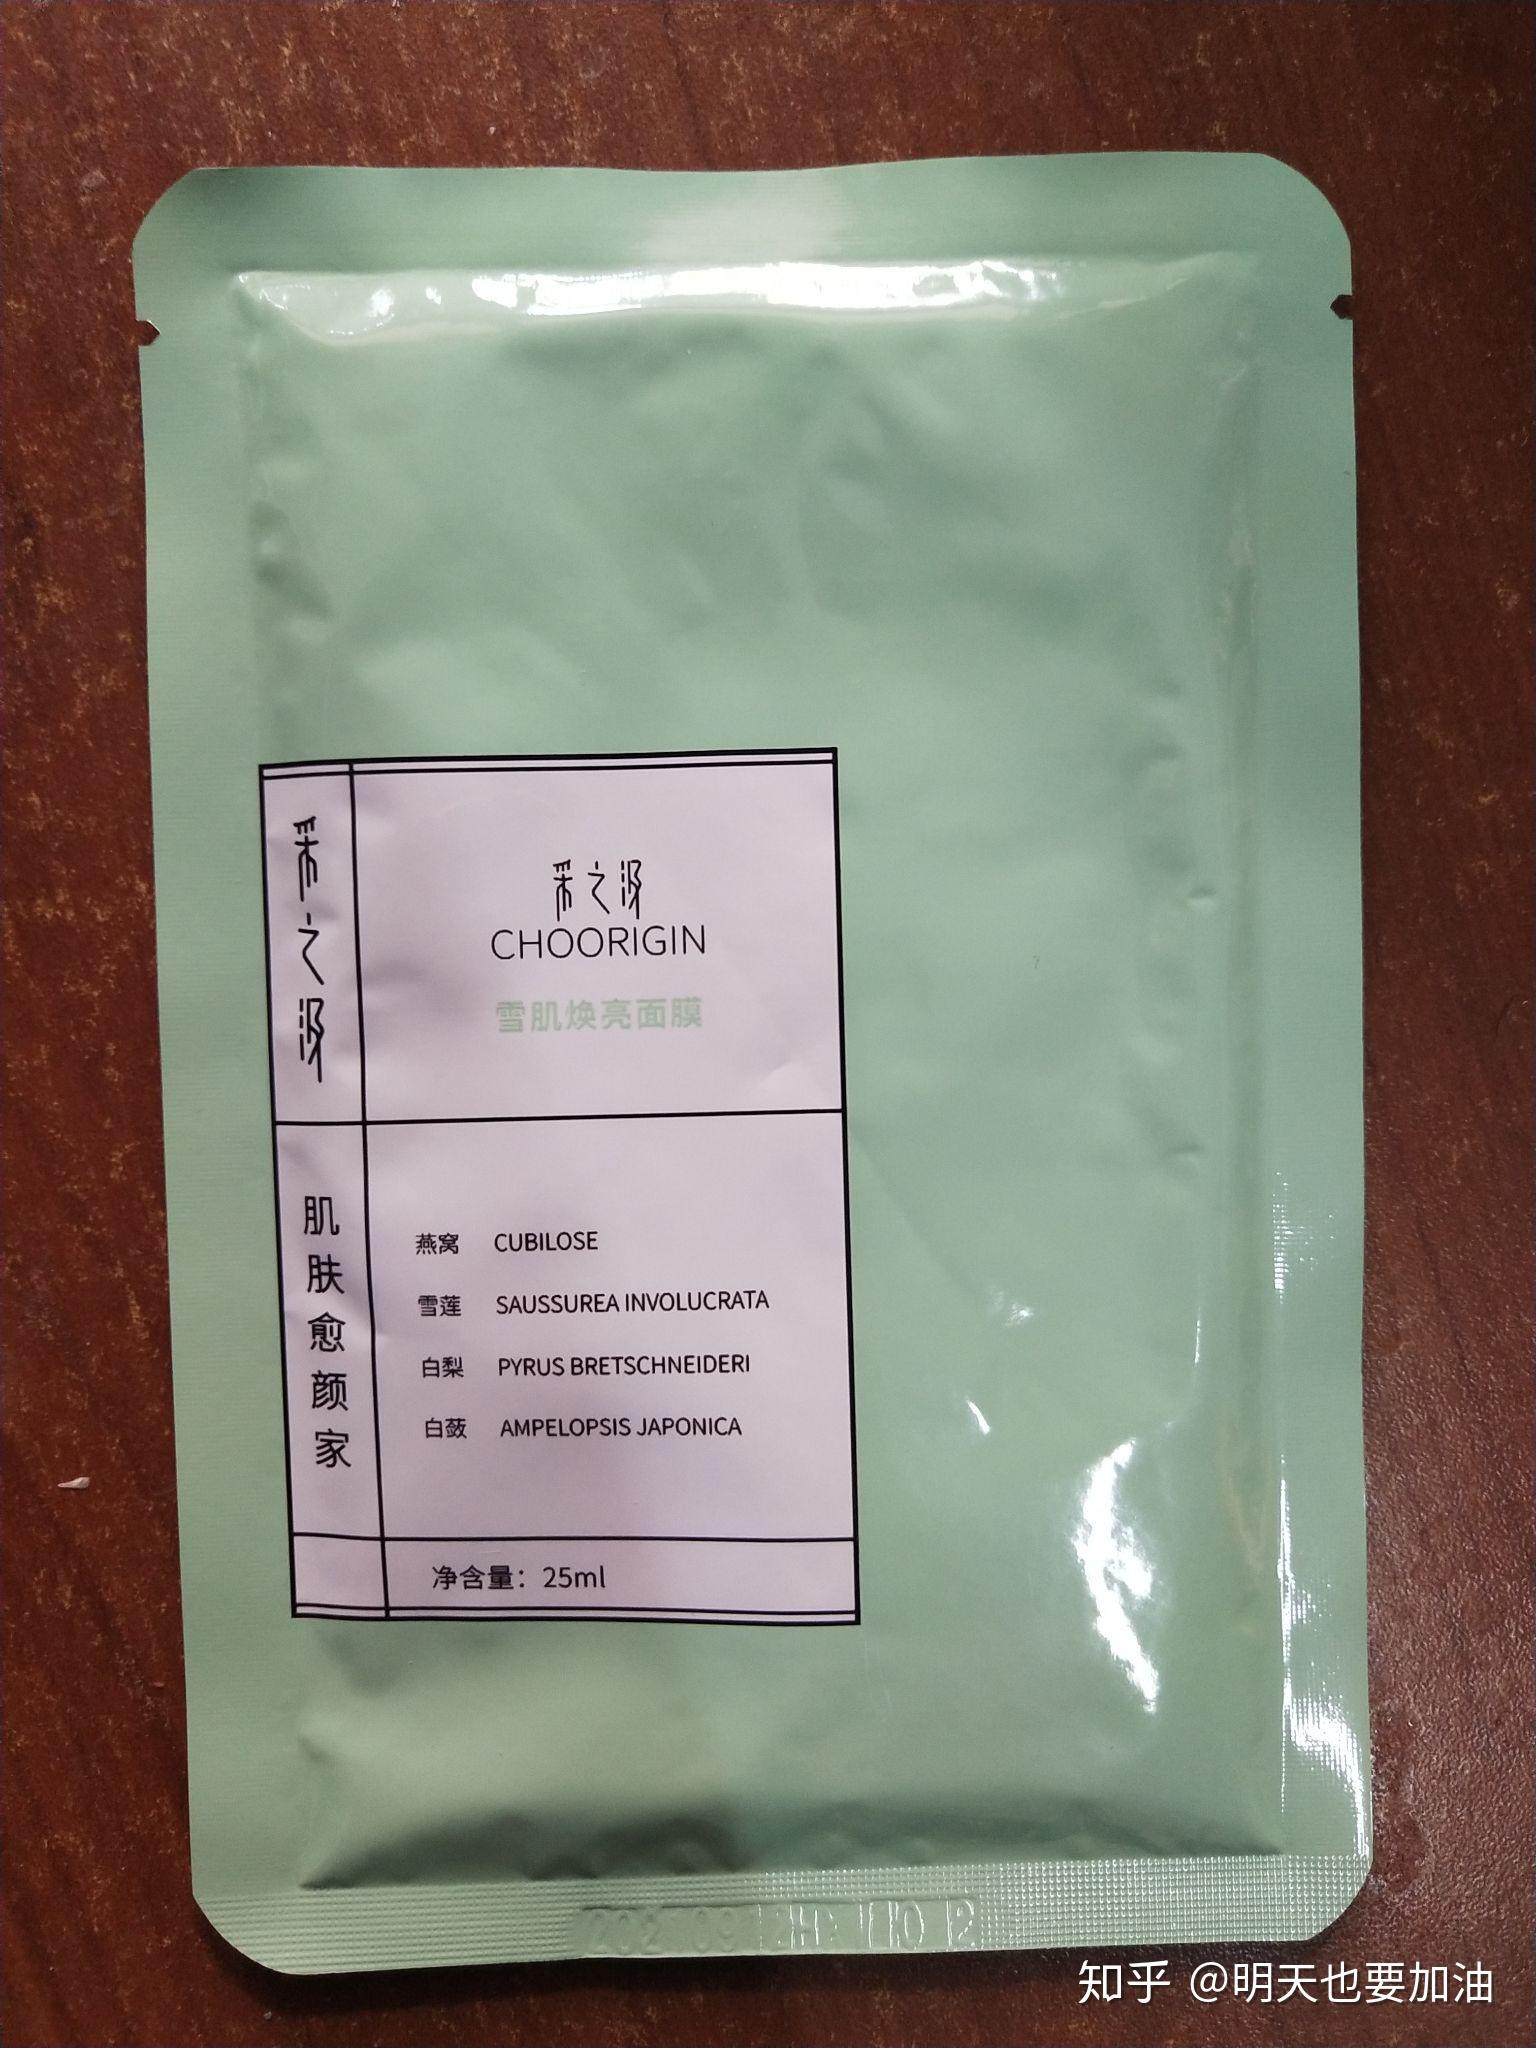 采之汲
肌肤愈颜家
采之汲
CHOORIGIN
雪肌焕亮面膜
燕窝 CUBILOSE
雪莲 SAUSSUREA INVOLUCRATA
白梨 PYRUS BRETSCHNEIDERI
白蔹 AMPELOPSIS JAPONICA
净含量：25ml
知乎 @明天也要加油